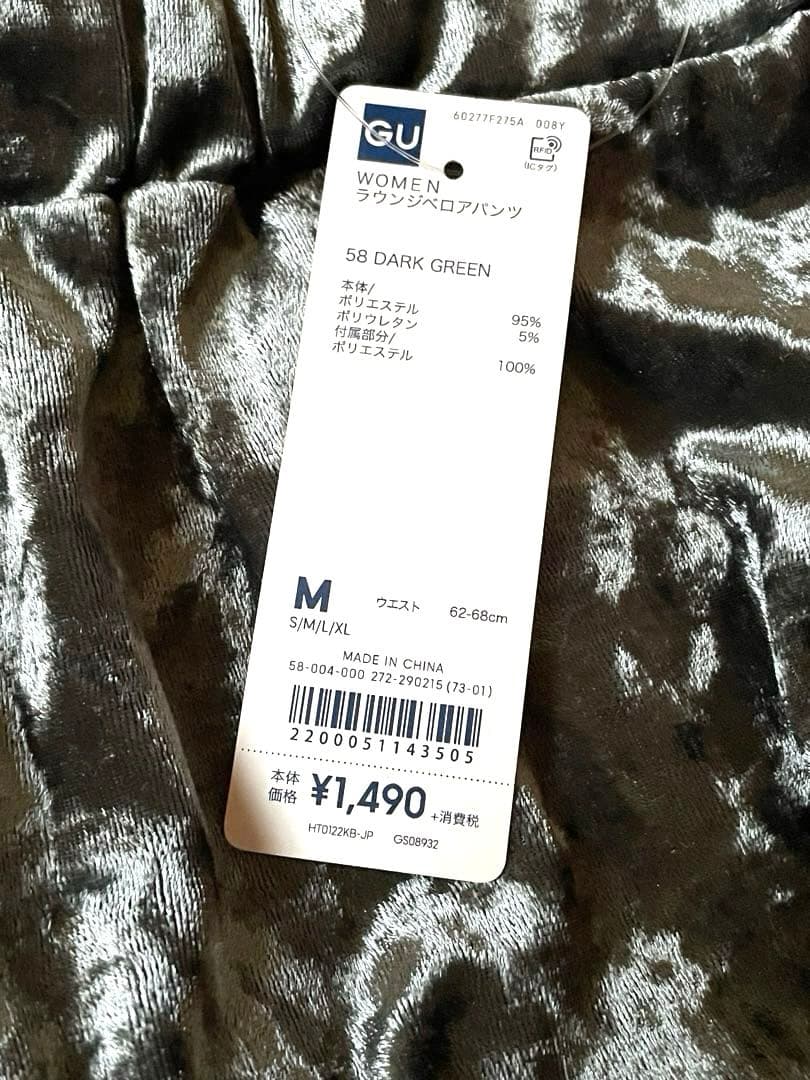 GU
60277F275A 008Y
RFID
(ICタグ)
WOMEN
ラウンジベロアパンツ
58 DARK GREEN
本体/
ポリエステル 95%
ポリウレタン 5%
付属部分/
ポリエステル 100%
M ウエスト 62-68cm
S/M/L/XL
MADE IN CHINA
58-004-000 272-290215 (73-01)
2200051143505
本体価格 ¥1,490 +消費税
HT0122KB-JP GS08932